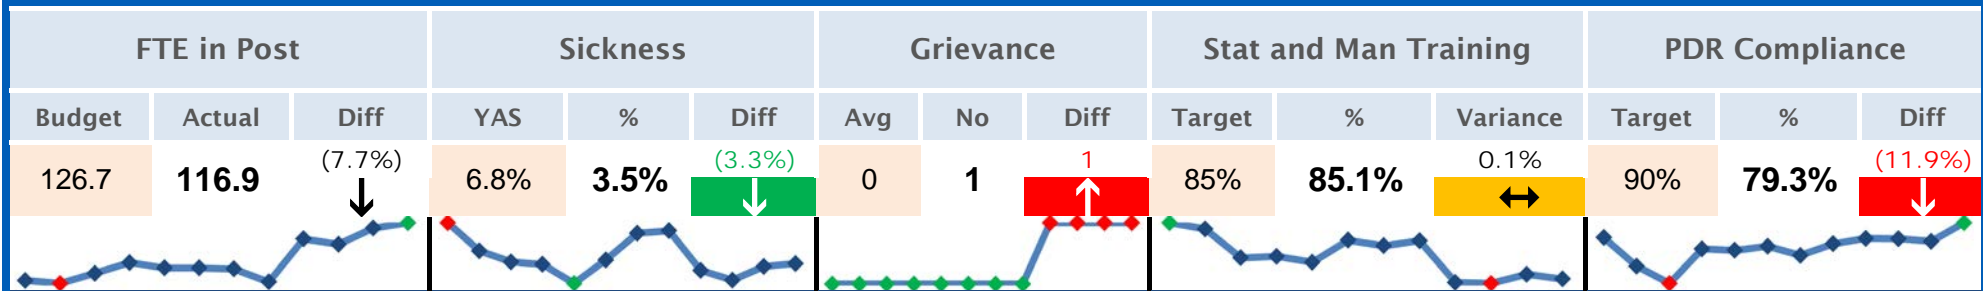 FTE in Post Sickness Grievance Stat and Man Training PDR Compliance
Budget Actual Diff YAS % Diff Avg No Diff Target % Variance Target % Diff
126.7 116.9 (7.7%) 6.8% 3.5% (3.3%) 0 1 1 85% 85.1% 0.1% 90% 79.3% (11.9%)